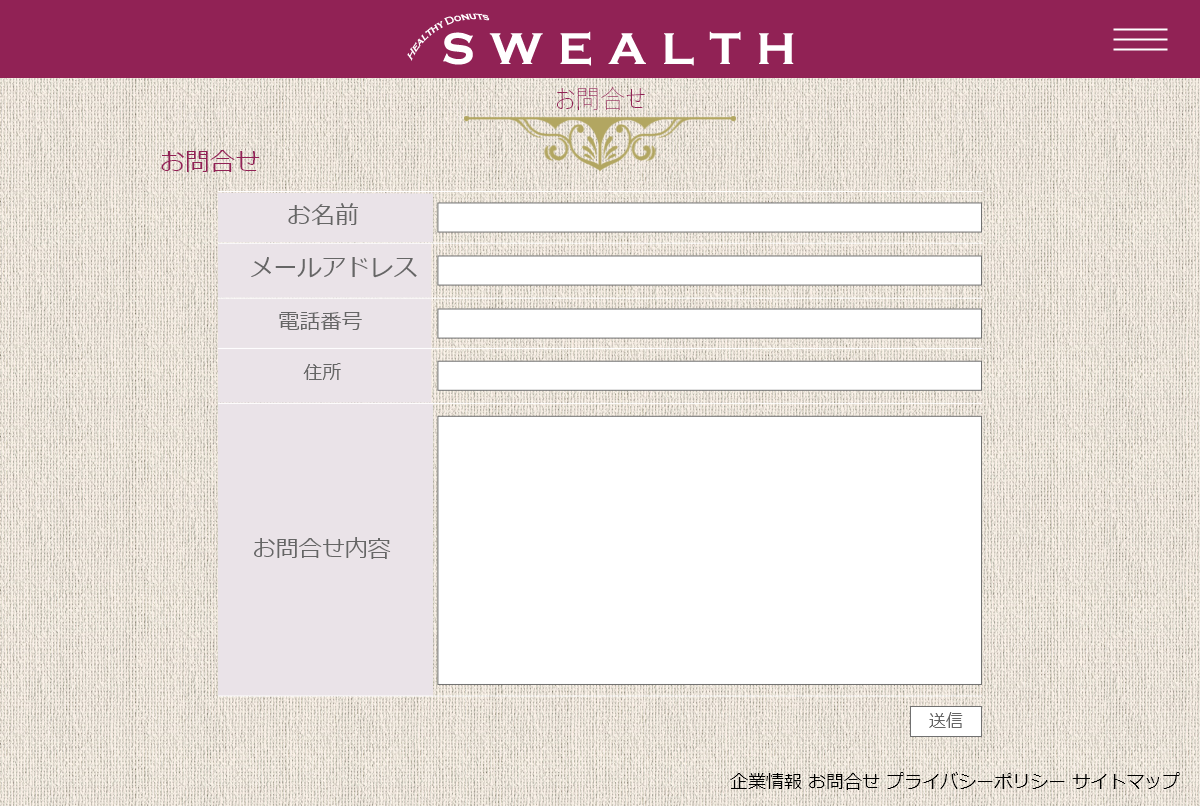 HEALTHY DONUTS
SWEALTH
お問合せ
お問合せ
お名前
メールアドレス
電話番号
住所
お問合せ内容
送信
企業情報 お問合せ プライバシーポリシー サイトマップ